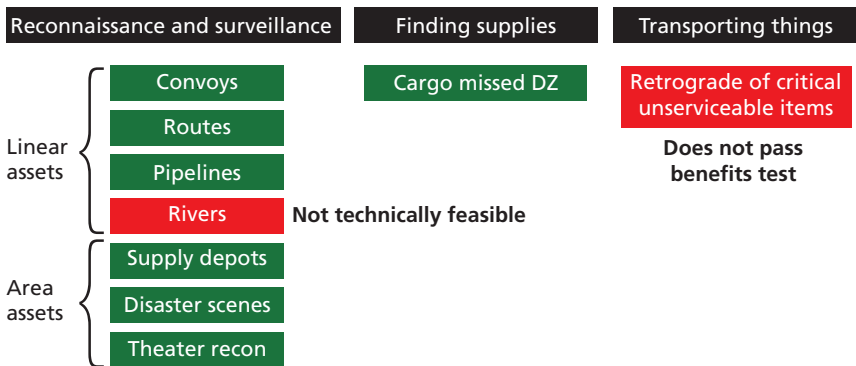 Reconnaissance and surveillance
Finding supplies
Transporting things
Linear
assets
Convoys
Routes
Pipelines
Rivers
Not technically feasible
Area
assets
Supply depots
Disaster scenes
Theater recon
Cargo missed DZ
Retrograde of critical
unserviceable items
Does not pass
benefits test